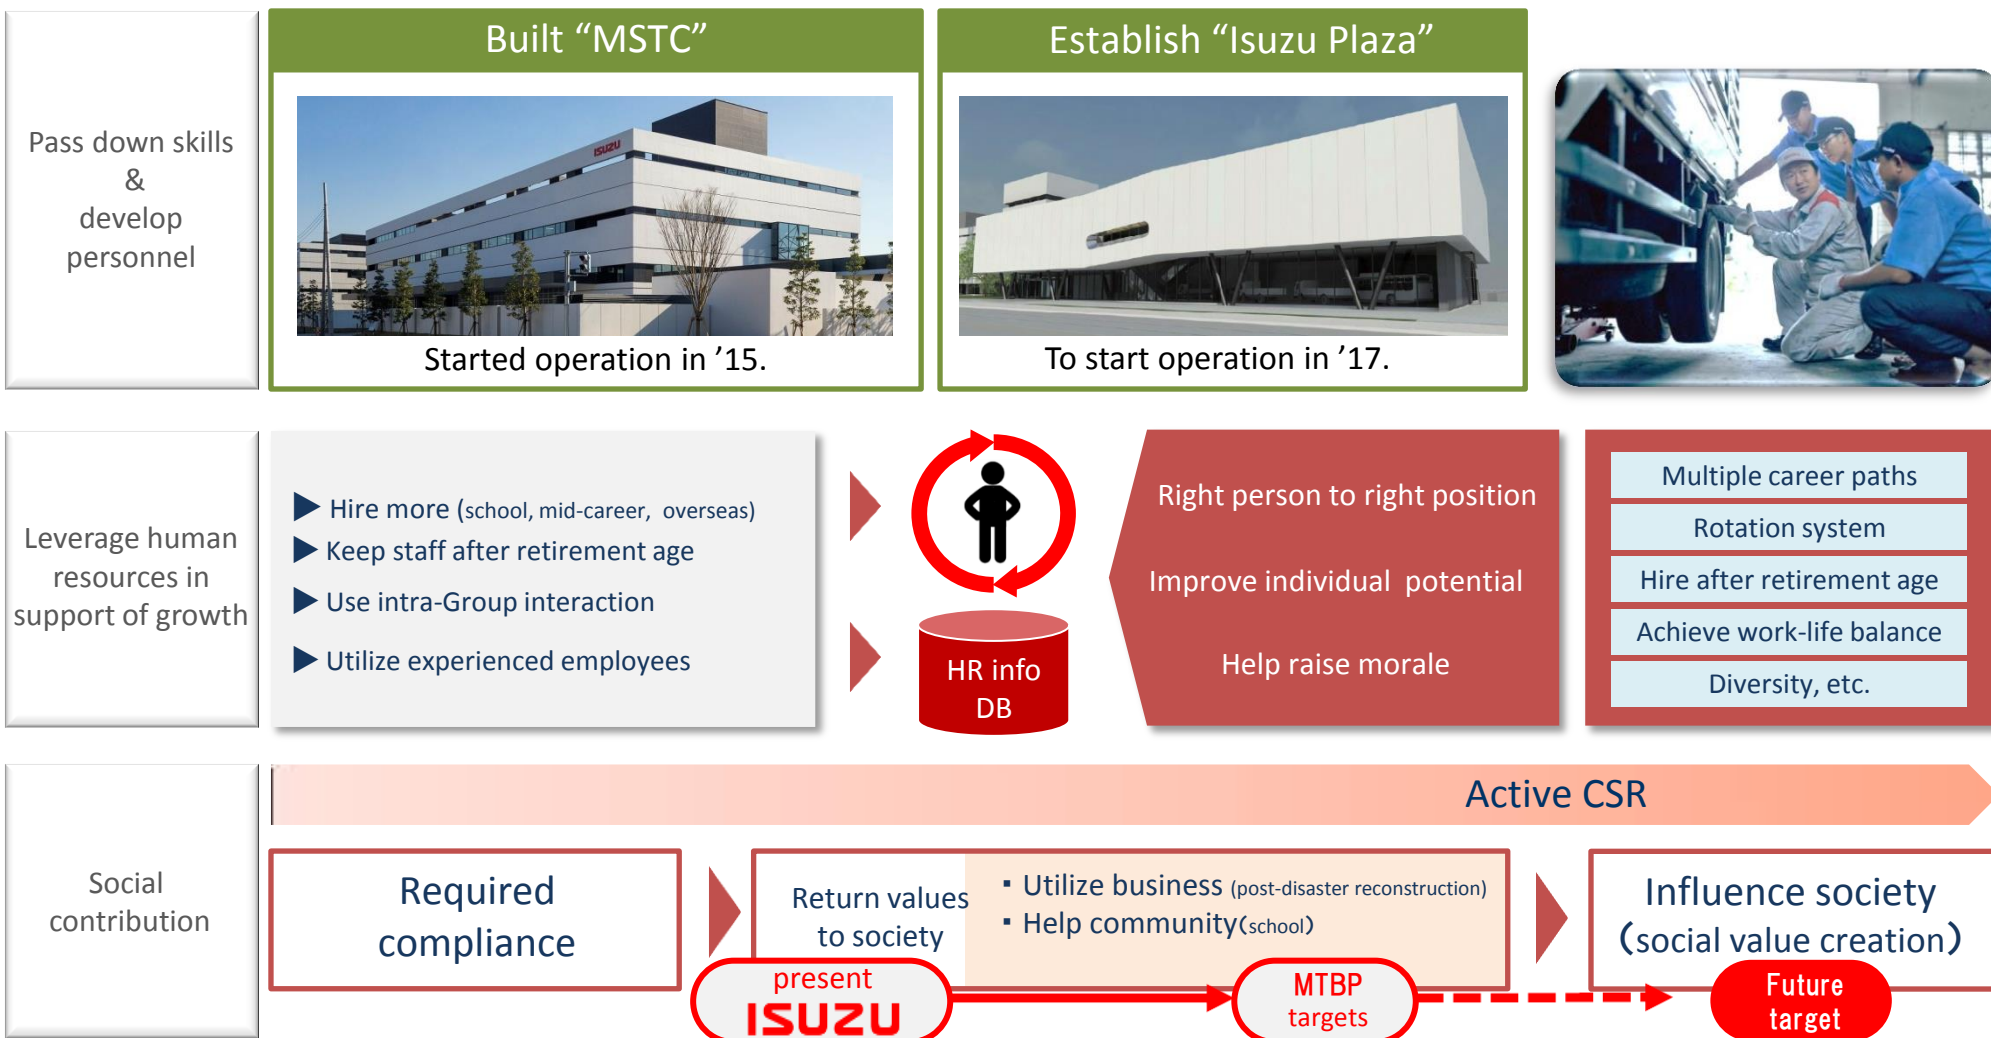 Pass down skills
&
develop
personnel
Built “MSTC”
ISUZU
Started operation in ’15.
Establish “Isuzu Plaza”
To start operation in ’17.
Leverage human
resources in
support of growth
▶ Hire more (school, mid-career, overseas)
▶ Keep staff after retirement age
▶ Use intra-Group interaction
▶ Utilize experienced employees
HR info
DB
Right person to right position
Improve individual potential
Help raise morale
Multiple career paths
Rotation system
Hire after retirement age
Achieve work-life balance
Diversity, etc.
Social
contribution
Active CSR
Required
compliance
Return values
to society
▪ Utilize business (post-disaster reconstruction)
▪ Help community(school)
Influence society
(social value creation)
present
ISUZU
MTBP
targets
Future
target